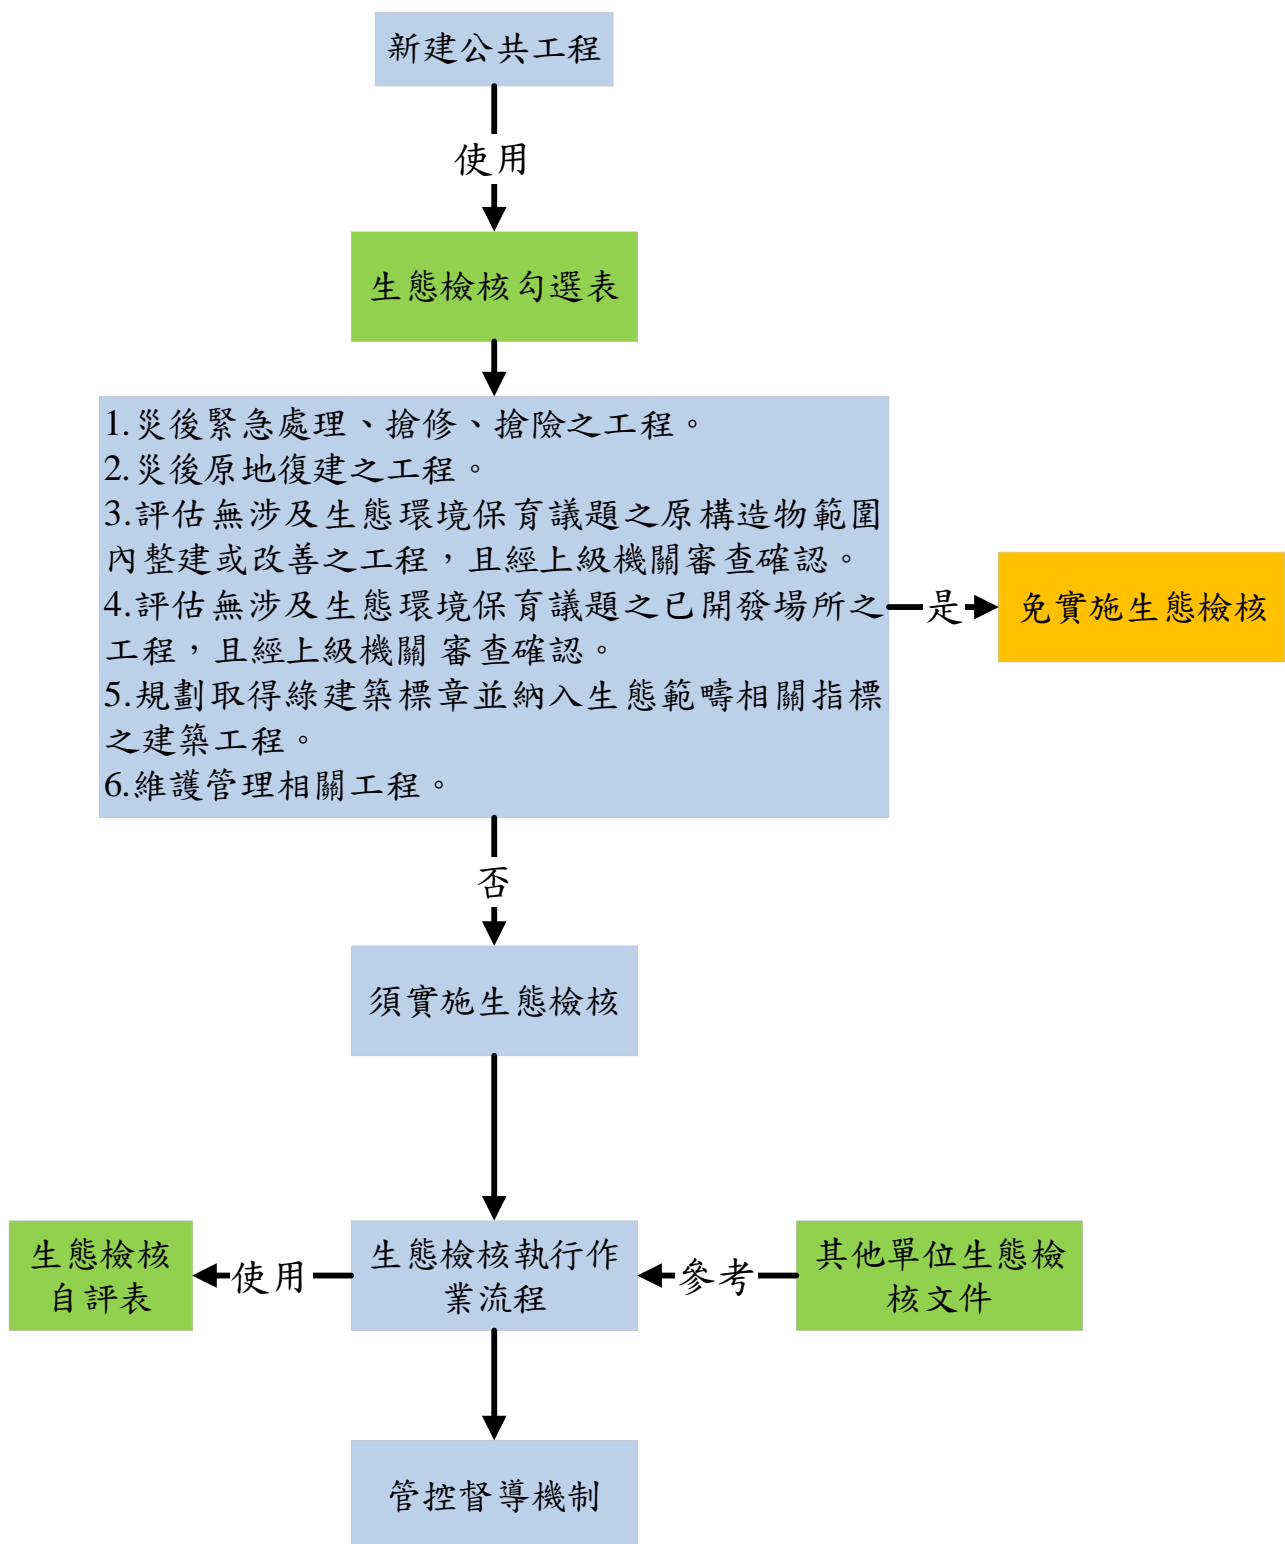 新建公共工程
使用
生態檢核勾選表
1.災後緊急處理、搶修、搶險之工程。
2.災後原地復建之工程。
3.評估無涉及生態環境保育議題之原構造物範圍
內整建或改善之工程，且經上級機關審查確認。
4.評估無涉及生態環境保育議題之已開發場所之
工程，且經上級機關 審查確認。
5.規劃取得綠建築標章並納入生態範疇相關指標
之建築工程。
6.維護管理相關工程。
是
免實施生態檢核
否
須實施生態檢核
生態檢核
自評表
使用
生態檢核執行作
業流程
參考
其他單位生態檢
核文件
管控督導機制